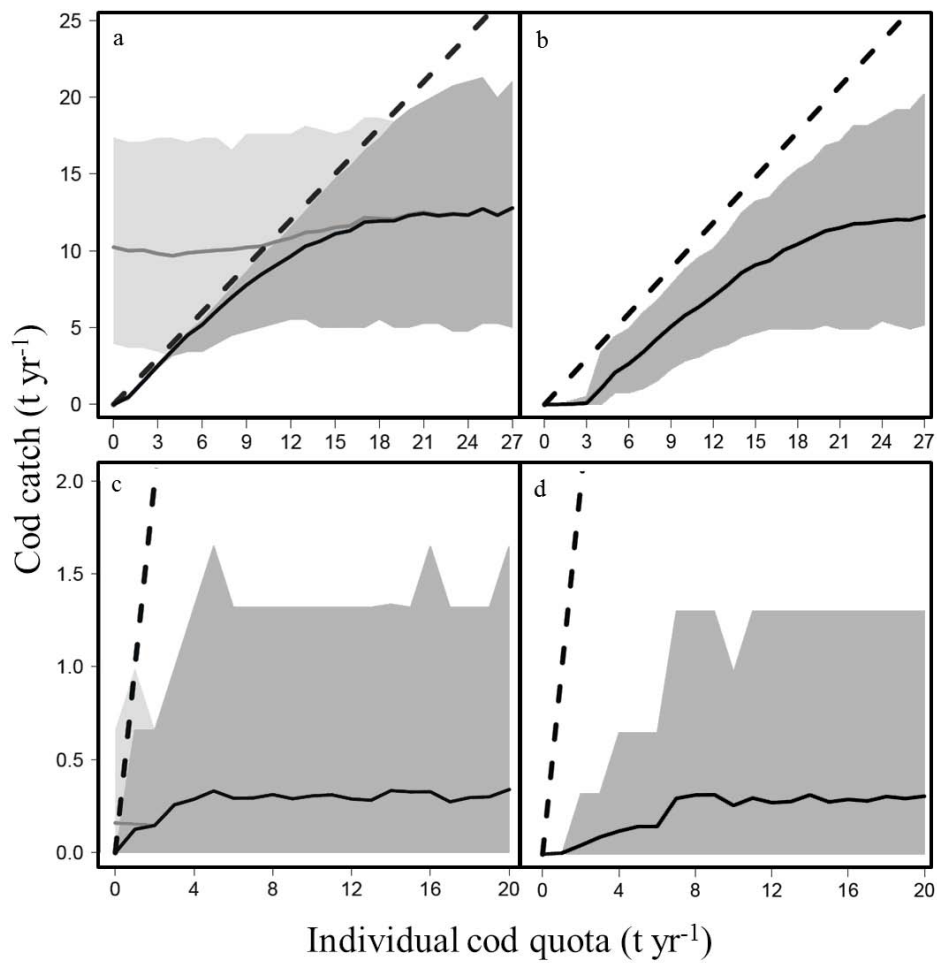 a
b
25
20
15
10
5
0
0 3 6 9 12 15 18 21 24 27
0 3 6 9 12 15 18 21 24 27
c
d
2.0
1.5
1.0
0.5
0.0
0 4 8 12 16 20
0 4 8 12 16 20
Cod catch (t yr-1)
Individual cod quota (t yr-1)